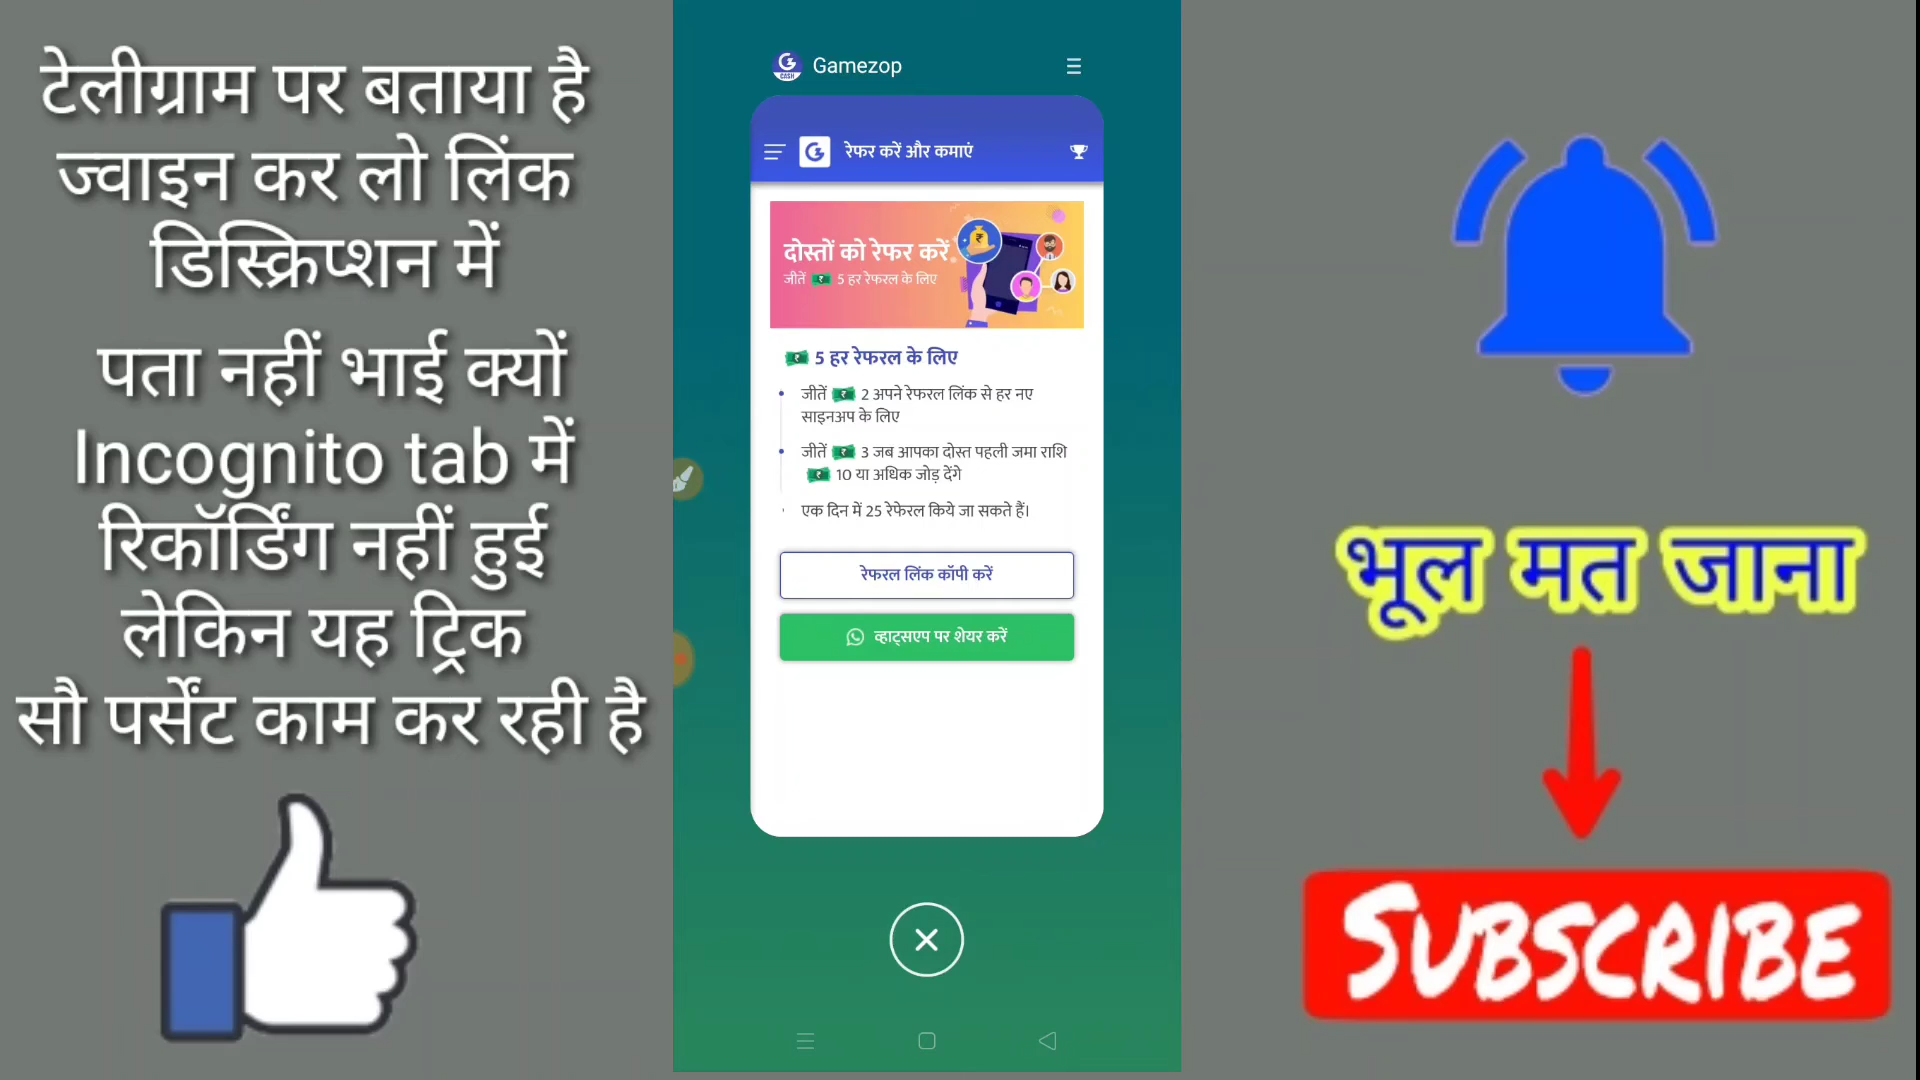 टेलीग्राम पर बताया है
ज्वाइन कर लो लिंक
डिस्क्रिप्शन में
पता नहीं भाई क्यों
Incognito tab में
रिकॉर्डिंग नहीं हुई
लेकिन यह ट्रिक
सौ पर्सेंट काम कर रही है
Gamezop
CASH
रेफर करें और कमाएं
दोस्तों को रेफर करें.
जीतें ₹ 5 हर रेफरल के लिए
₹ 5 हर रेफरल के लिए
जीतें ₹ 2 अपने रेफरल लिंक से हर नए
साइनअप के लिए
जीतें ₹ 3 जब आपका दोस्त पहली जमा राशि
₹ 10 या अधिक जोड़ देंगे
एक दिन में 25 रेफेरल किये जा सकते हैं।
रेफरल लिंक कॉपी करें
व्हाट्सएप पर शेयर करें
भूल मत जाना
SUBSCRIBE